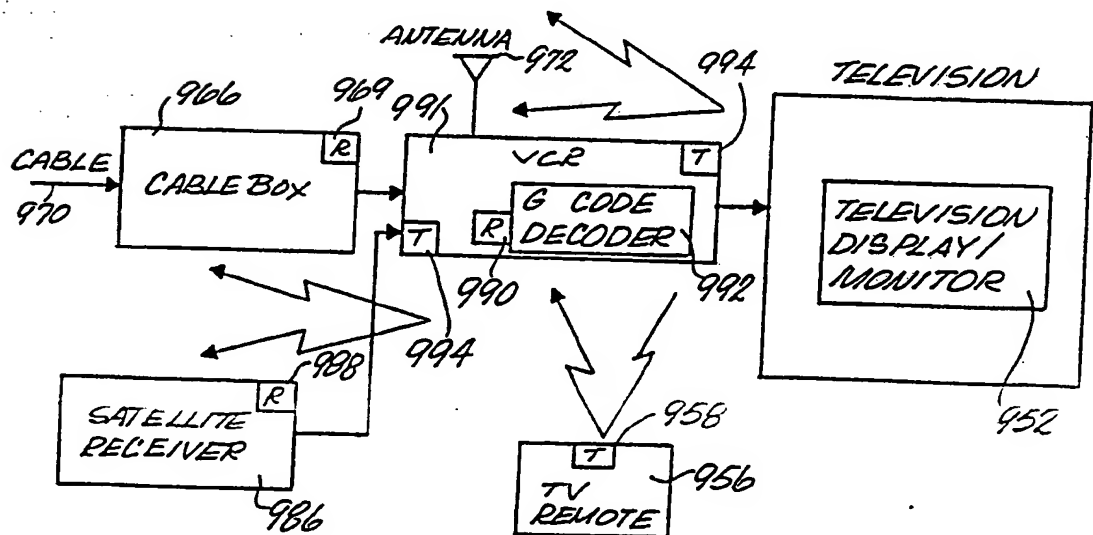 ANTENNA
972
994
TELEVISION
966
969
991
R
VCR
T
CABLE
970
CABLE BOX
G CODE
DECODER
R
T
990
992
994
TELEVISION
DISPLAY/
MONITOR
952
988
R
SATELLITE
RECEIVER
986
958
T
956
TV
REMOTE